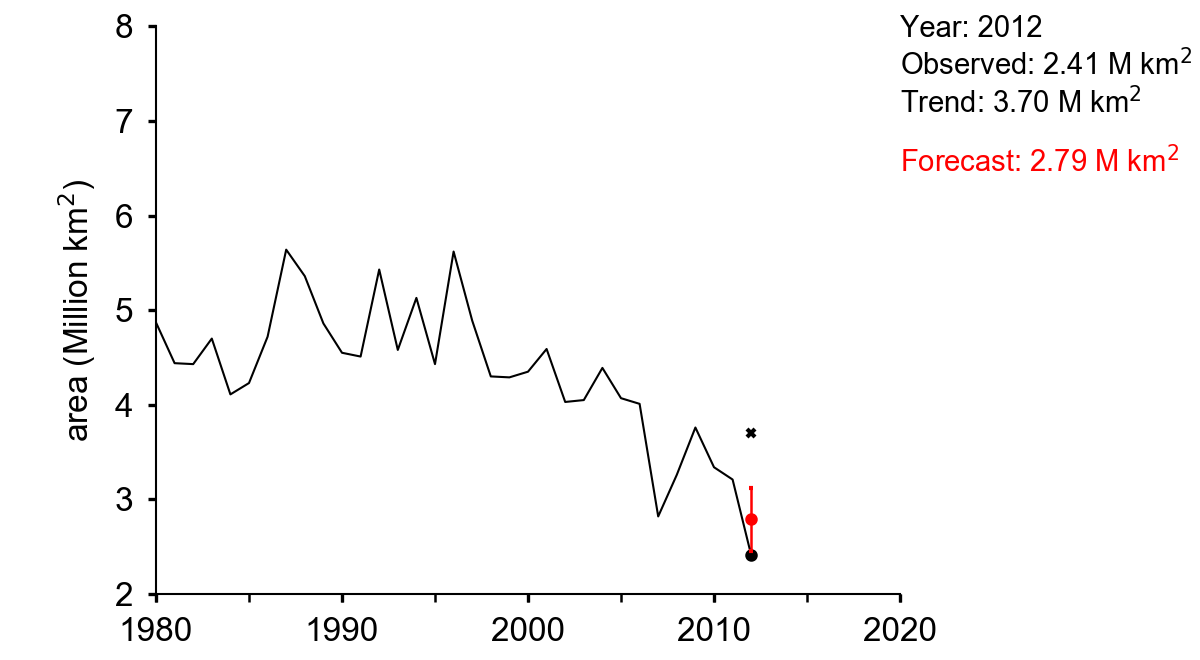 Year: 2012
Observed: 2.41 M km²
Trend: 3.70 M km²
Forecast: 2.79 M km²
area (Million km²)
8
7
6
5
4
3
2
1980 1990 2000 2010 2020